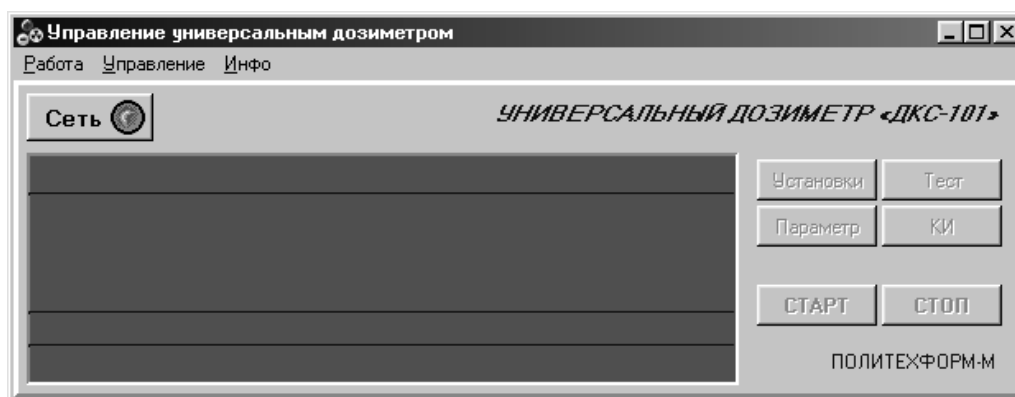 Управление универсальным дозиметром
Работа Управление Инфо
Сеть
УНИВЕРСАЛЬНЫЙ ДОЗИМЕТР «ДКС-101»
Установки Тест
Параметр КИ
СТАРТ СТОП
ПОЛИТЕХФОРМ-М